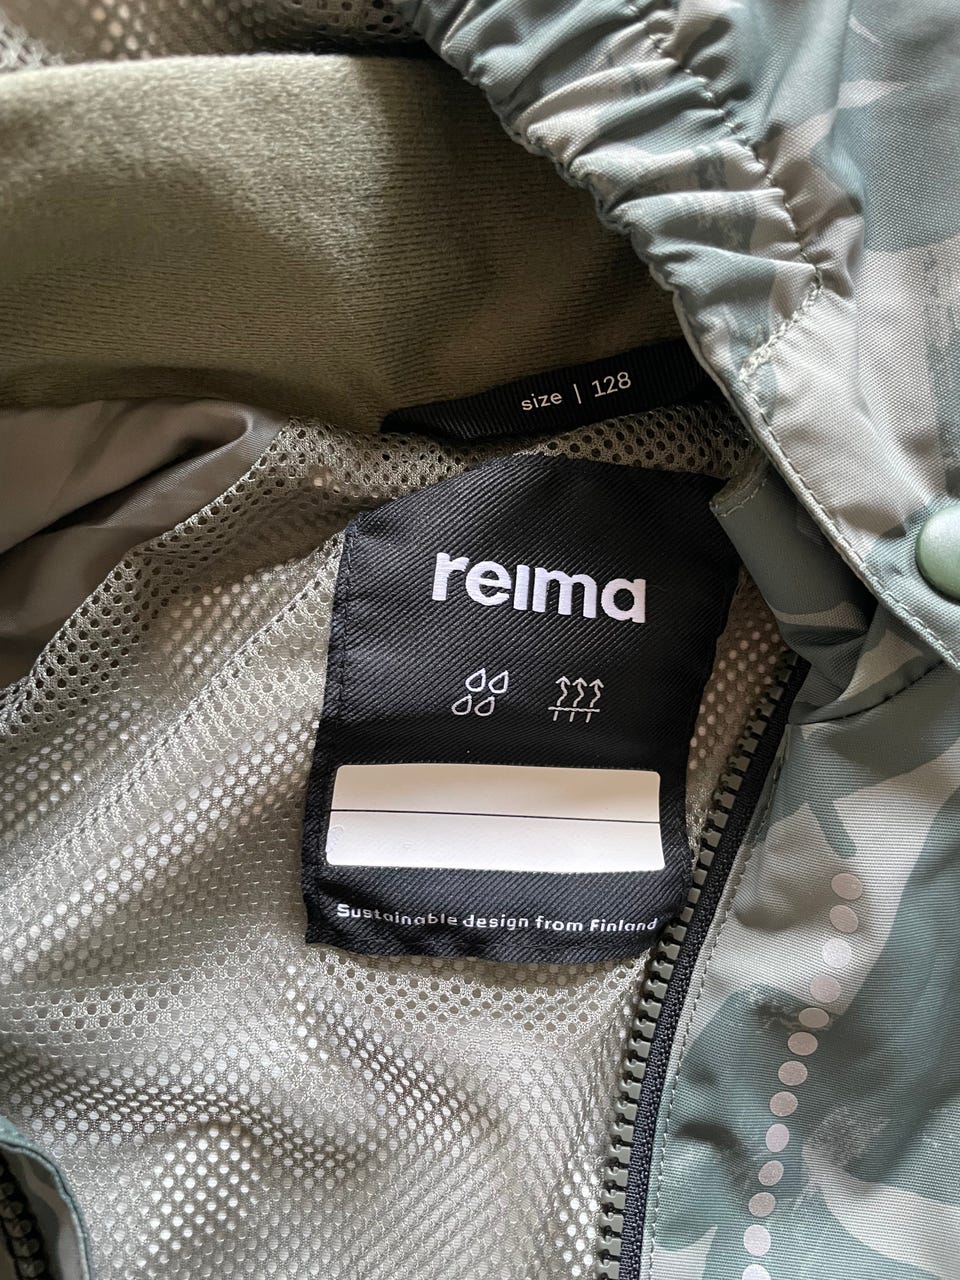 size | 128
reima
Sustainable design from Finland